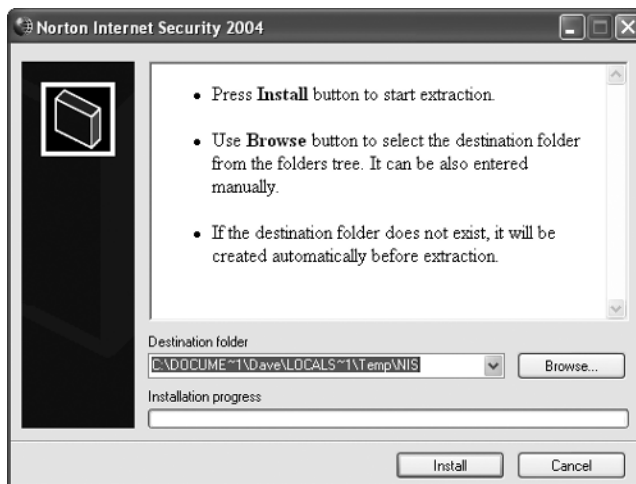 Norton Internet Security 2004
• Press Install button to start extraction.
• Use Browse button to select the destination folder
from the folders tree. It can be also entered
manually.
• If the destination folder does not exist, it will be
created automatically before extraction.
Destination folder
C:\DOCUME~1\Dave\LOCALS~1\Temp\NIS
Browse...
Installation progress
Install
Cancel